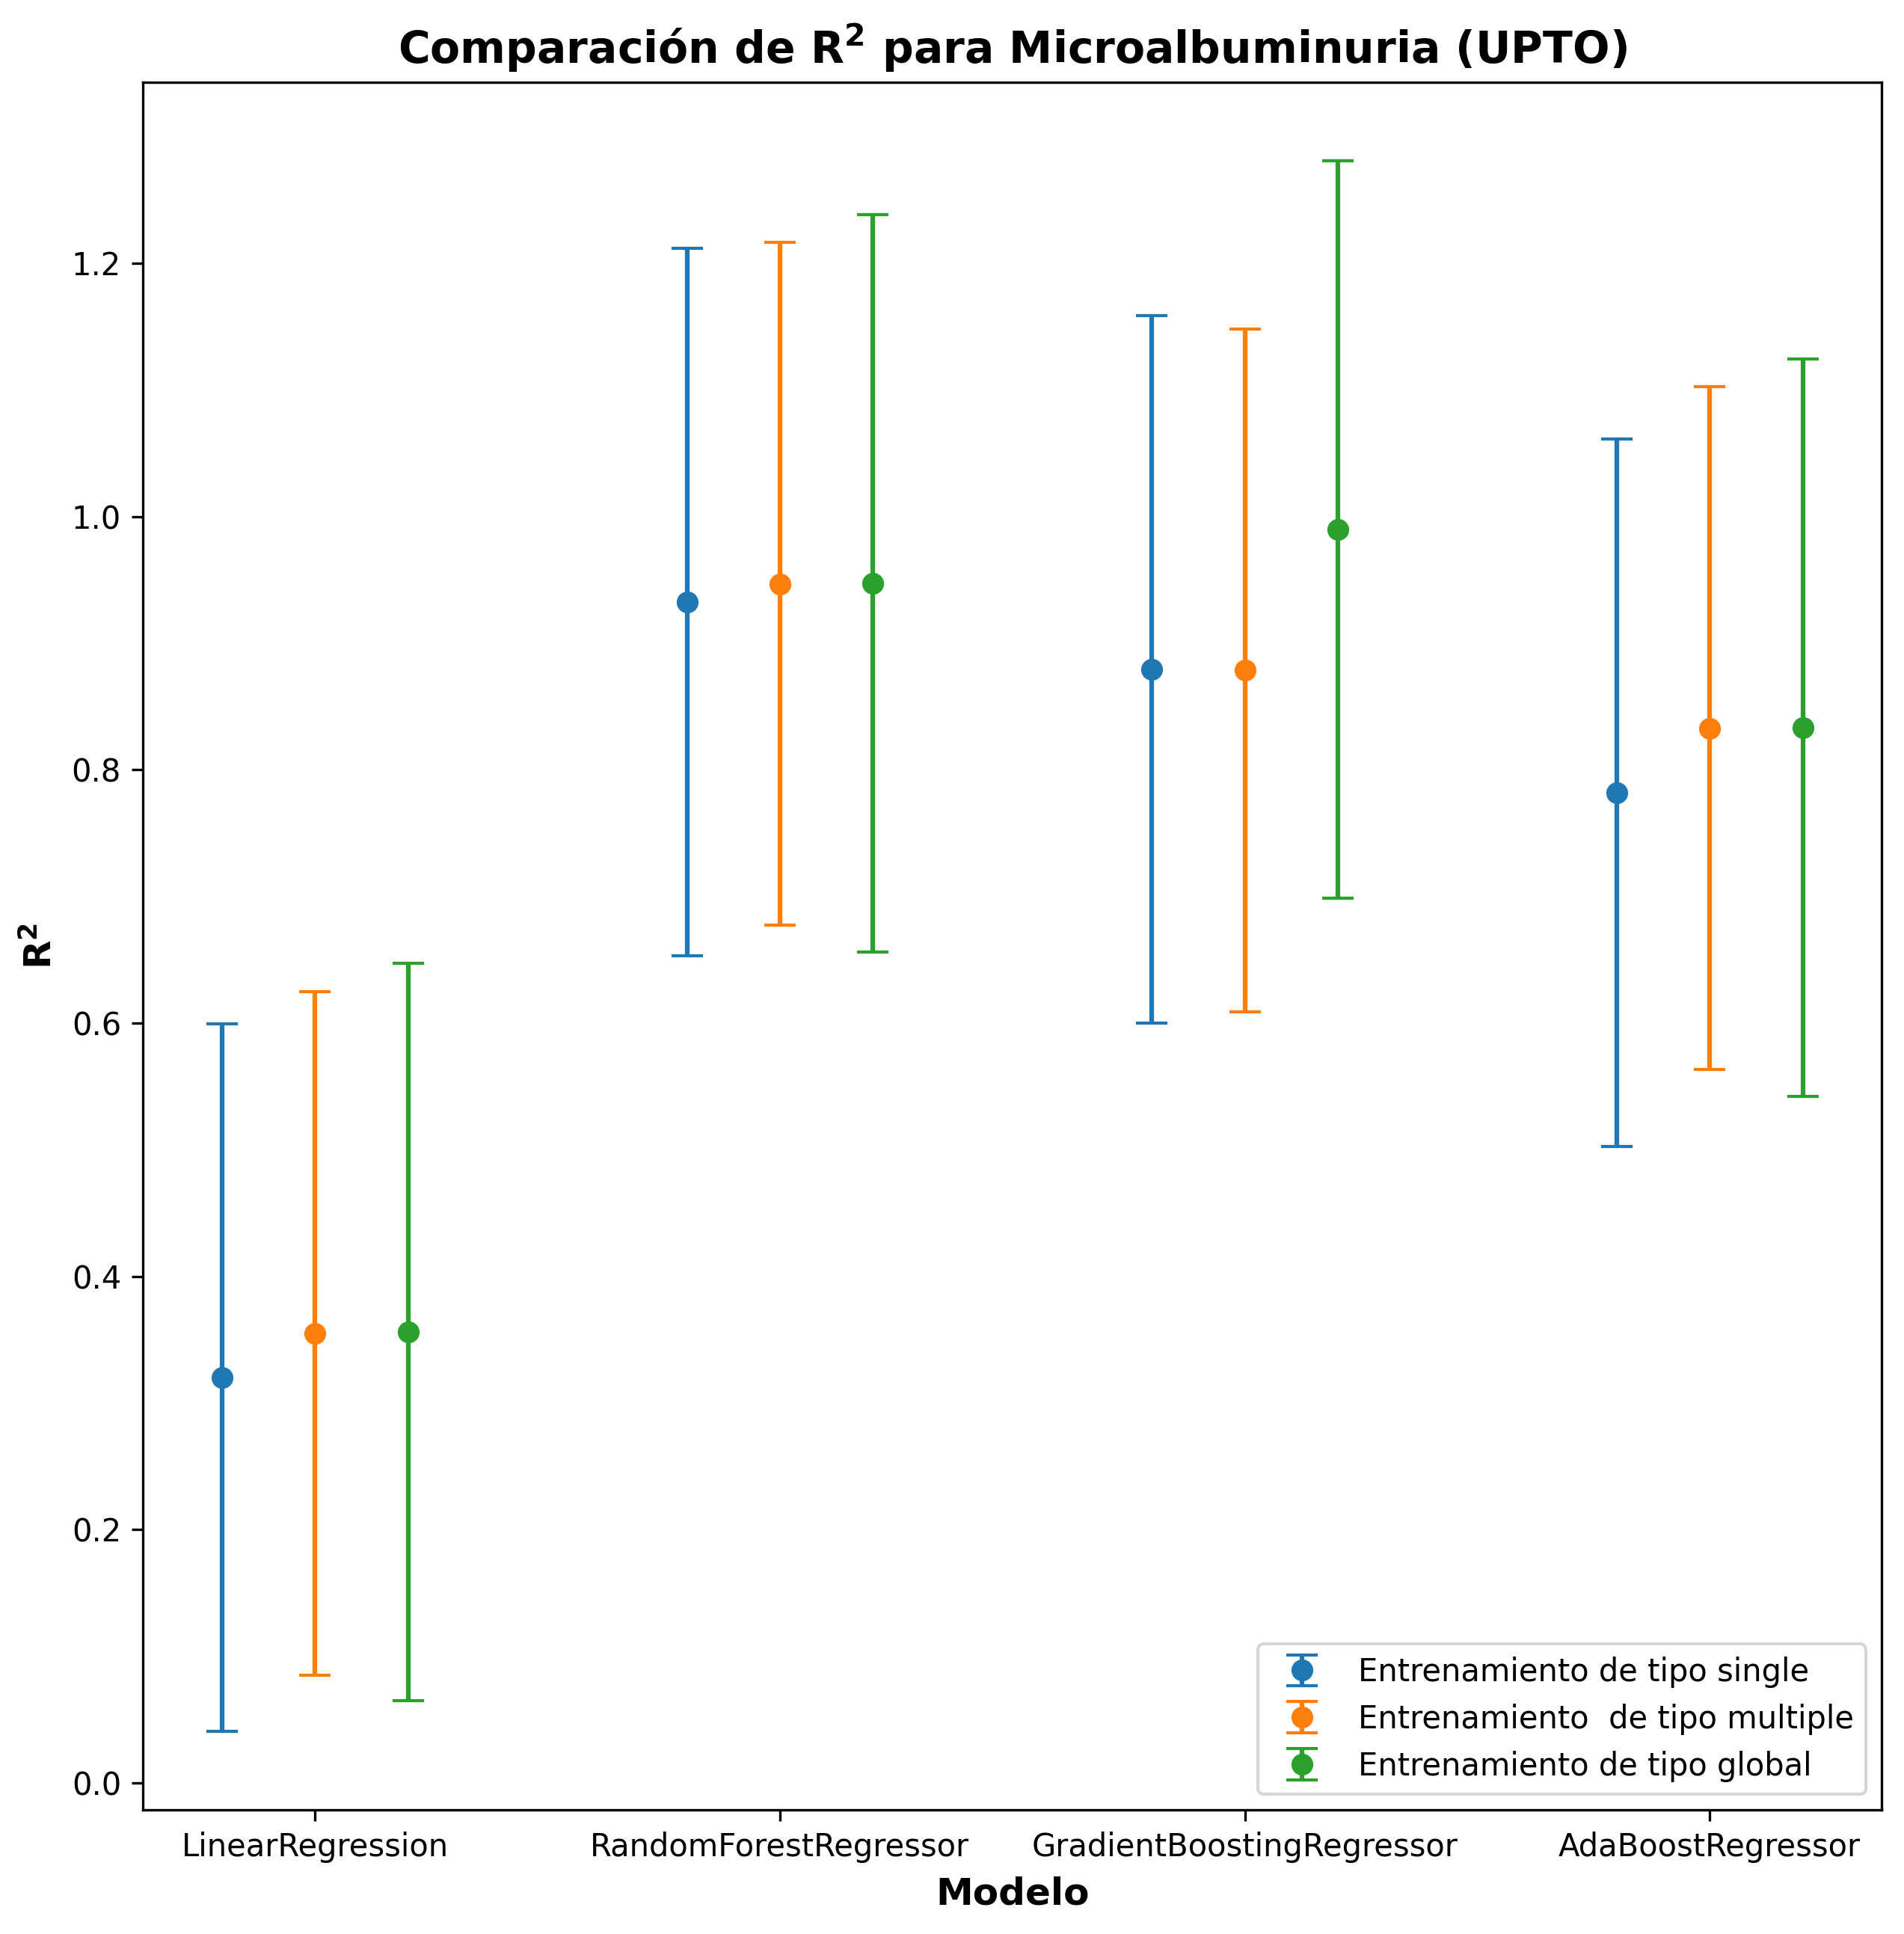 Comparación de R² para Microalbuminuria (UPTO)
R²
1.2
1.0
0.8
0.6
0.4
0.2
0.0
Entrenamiento de tipo single
Entrenamiento  de tipo multiple
Entrenamiento de tipo global
LinearRegression RandomForestRegressor GradientBoostingRegressor AdaBoostRegressor
Modelo